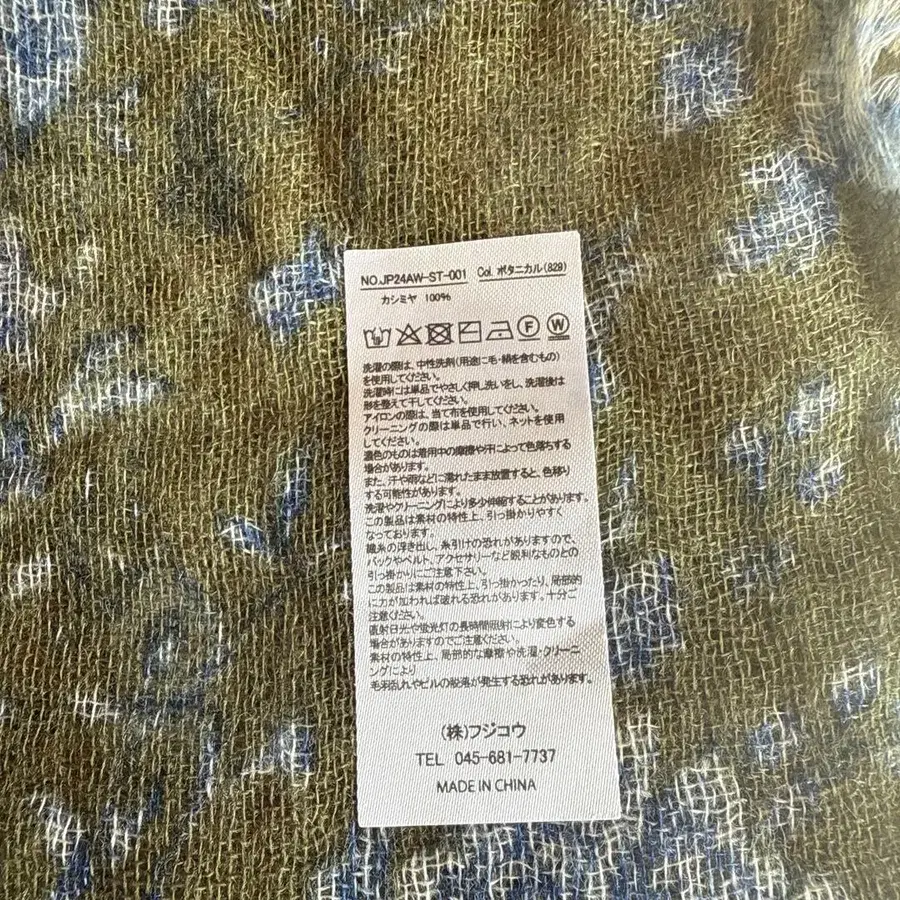 NO.JP24AW-ST-001 Col. ボタニカル(829)
カシミヤ 100%
F W
洗濯の際は、中性洗剤(用途に毛・絹を含むもの)
を使用してください。
洗濯時には単品でやさしく押し洗いをし、洗濯後は
形を整えて干してください。
アイロンの際は、当て布を使用してください。
クリーニングの際は単品で行い、ネットを使用
してください。
濃色のものは着用中の摩擦や汗によって色落ちする
場合があります。
また、汗や雨などに濡れたまま放置すると、色移り
する可能性があります。
洗濯やクリーニングにより多少伸縮することがあります。
この製品は素材の特性上、引っ掛かりやすく
なっております。
織糸の浮き出し、糸引けの恐れがありますので、
バックやベルト、アクセサリーなど鋭利なものとの
引っ掛かりにご注意下さい。
この製品は素材の特性上、引っ掛かったり、局部的
に力が加われば破れる恐れがあります。十分ご
注意ください。
直射日光や蛍光灯の長時間照射により変色する
場合がありますのでご注意ください。
素材の特性上、局部的な摩擦や洗濯・クリーニ
ングにより
毛羽乱れやピルの脱落が発生する恐れがあります。
(株)フジコウ
TEL 045-681-7737
MADE IN CHINA